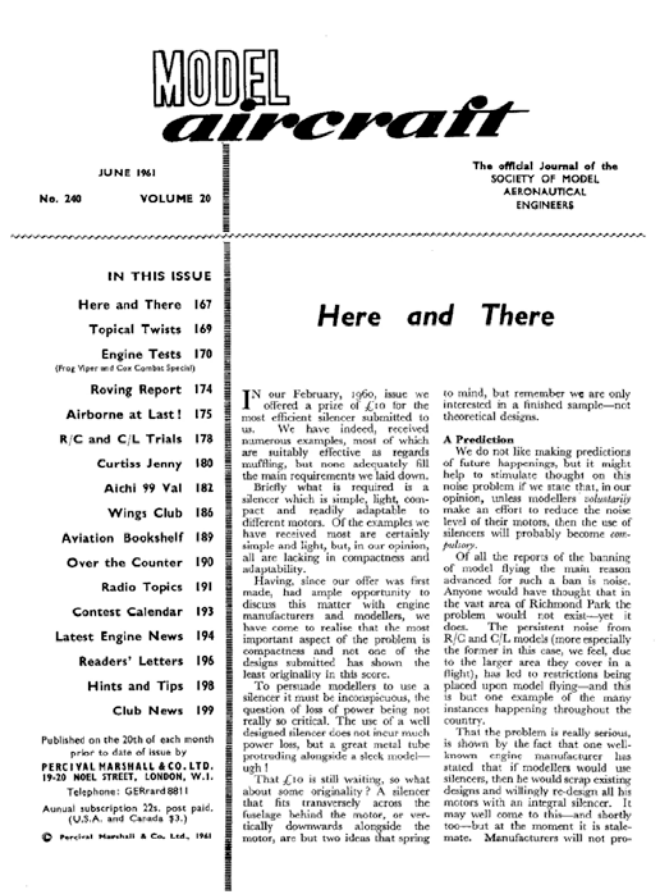 MODEL
aircraft
JUNE 1961
No. 240 VOLUME 20
The official Journal of the
SOCIETY OF MODEL
AERONAUTICAL
ENGINEERS
IN THIS ISSUE
Here and There 167
Topical Twists 169
Engine Tests 170
(Frog Viper and Cox Combat Special)
Roving Report 174
Airborne at Last! 175
R/C and C/L Trials 178
Curtiss Jenny 180
Aichi 99 Val 182
Wings Club 186
Aviation Bookshelf 189
Over the Counter 190
Radio Topics 191
Contest Calendar 193
Latest Engine News 194
Readers' Letters 196
Hints and Tips 198
Club News 199
Published on the 20th of each month
prior to date of issue by
PERCIVAL MARSHALL & CO. LTD.
19-20 NOEL STREET, LONDON, W.1.
Telephone: GERrard 8811
Annual subscription 22s. post paid.
(U.S.A. and Canada $3.)
© Percival Marshall & Co. Ltd., 1961
Here and There
IN our February, 1960, issue we
offered a prize of £10 for the
most efficient silencer submitted to
us. We have indeed, received
numerous examples, most of which
are suitably effective as regards
muffling, but none adequately fill
the main requirements we laid down.
Briefly what is required is a
silencer which is simple, light, com-
pact and readily adaptable to
different motors. Of the examples we
have received most are certainly
simple and light, but, in our opinion,
all are lacking in compactness and
adaptability.
Having, since our offer was first
made, had ample opportunity to
discuss this matter with engine
manufacturers and modellers, we
have come to realise that the most
important aspect of the problem is
compactness and not one of the
designs submitted has shown the
least originality in this score.
To persuade modellers to use a
silencer it must be inconspicuous, the
question of loss of power being not
really so critical. The use of a well
designed silencer does not incur much
power loss, but a great metal tube
protruding alongside a sleek model—
ugh!
That £10 is still waiting, so what
about some originality? A silencer
that fits transversely across the
fuselage behind the motor, or ver-
tically downwards alongside the
motor, are but two ideas that spring
to mind, but remember we are only
interested in a finished sample—not
theoretical designs.
A Prediction
We do not like making predictions
of future happenings, but it might
help to stimulate thought on this
noise problem if we state that, in our
opinion, unless modellers voluntarily
make an effort to reduce the noise
level of their motors, then the use of
silencers will probably become com-
pulsory.
Of all the reports of the banning
of model flying the main reason
advanced for such a ban is noise.
Anyone would have thought that in
the vast area of Richmond Park the
problem would not exist—yet it
does. The persistent noise from
R/C and C/L models (more especially
the former in this case, we feel, due
to the larger area they cover in a
flight), has led to restrictions being
placed upon model flying—and this
is but one example of the many
instances happening throughout the
country.
That the problem is really serious,
is shown by the fact that one well-
known engine manufacturer has
stated that if modellers would use
silencers, then he would scrap existing
designs and willingly re-design all his
motors with an integral silencer. It
may well come to this—and shortly
too—but at the moment it is stale-
mate. Manufacturers will not pro-